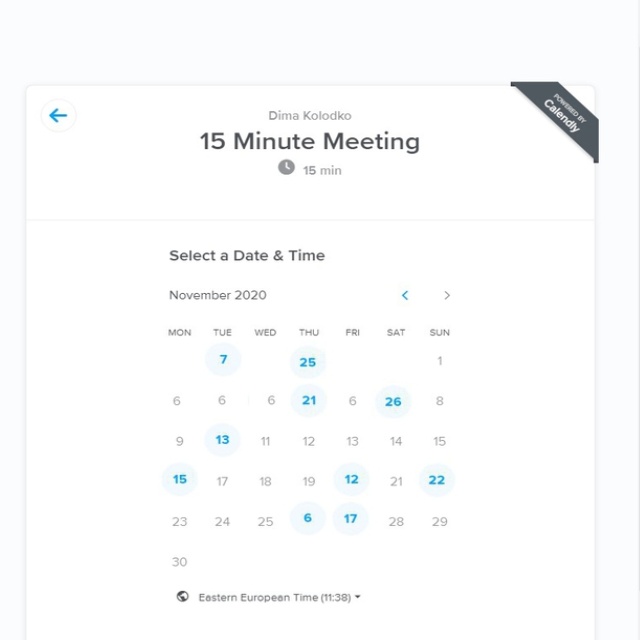 POWERED BY
Calendly
Dima Kolodko
15 Minute Meeting
15 min
Select a Date & Time
November 2020
MON TUE WED THU FRI SAT SUN
7 25 1
6 6 6 21 6 26 8
9 13 11 12 13 14 15
15 17 18 19 12 21 22
23 24 25 6 17 28 29
30
Eastern European Time (11:38)